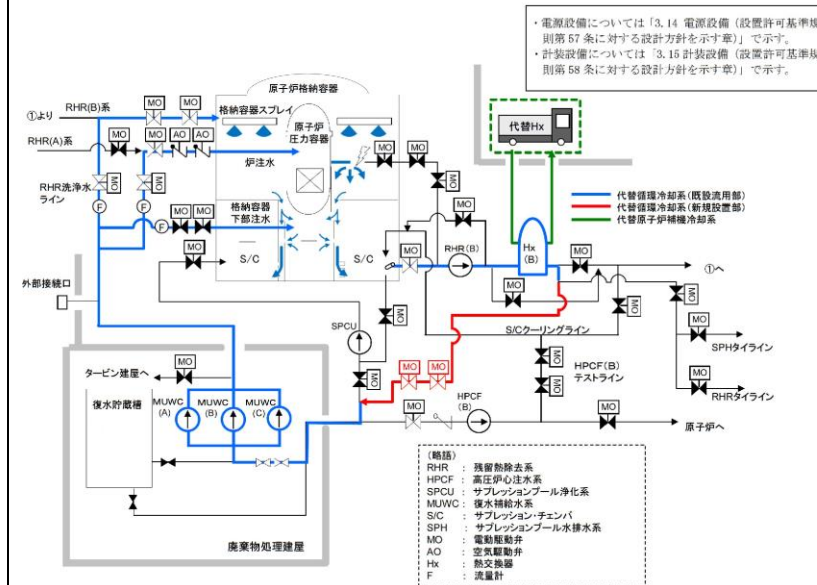 ・電源設備については「3.14 電源設備（設置許可基準規
則第57条に対する設計方針を示す章）」で示す。
・計装設備については「3.15 計装設備（設置許可基準規
則第58条に対する設計方針を示す章）」で示す。
原子炉格納容器
①より
RHR(B)系
MO
MO
格納容器スプレイ
原子炉
圧力容器
代替Hx
RHR(A)系
MO
MO
AO
AO
炉注水
MO
MO
RHR洗浄水
ライン
MO
MO
F
F
代替循環冷却系(既設流用部)
代替循環冷却系(新規設置部)
代替原子炉補機冷却系
格納容器
下部注水
F
MO
MO
MO
MO
S/C
S/C
MO
RHR(B)
Hx
(B)
MO
①へ
外部接続口
MO
MO
MO
MO
MO
SPCU
S/Cクーリングライン
MO
SPHタイライン
MO
MO
MO
HPCF(B)
テストライン
MO
MO
RHRタイライン
タービン建屋へ
MO
復水貯蔵槽
MUWC
(A)
MUWC
(B)
MUWC
(C)
MO
HPCF
(B)
MO
原子炉へ
廃棄物処理建屋
(略語)
RHR ： 残留熱除去系
HPCF ： 高圧炉心注水系
SPCU ： サプレッションプール浄化系
MUWC ： 復水補給水系
S/C ： サプレッション・チェンバ
SPH ： サプレッションプール水排水系
MO ： 電動駆動弁
AO ： 空気駆動弁
Hx ： 熱交換器
F ： 流量計